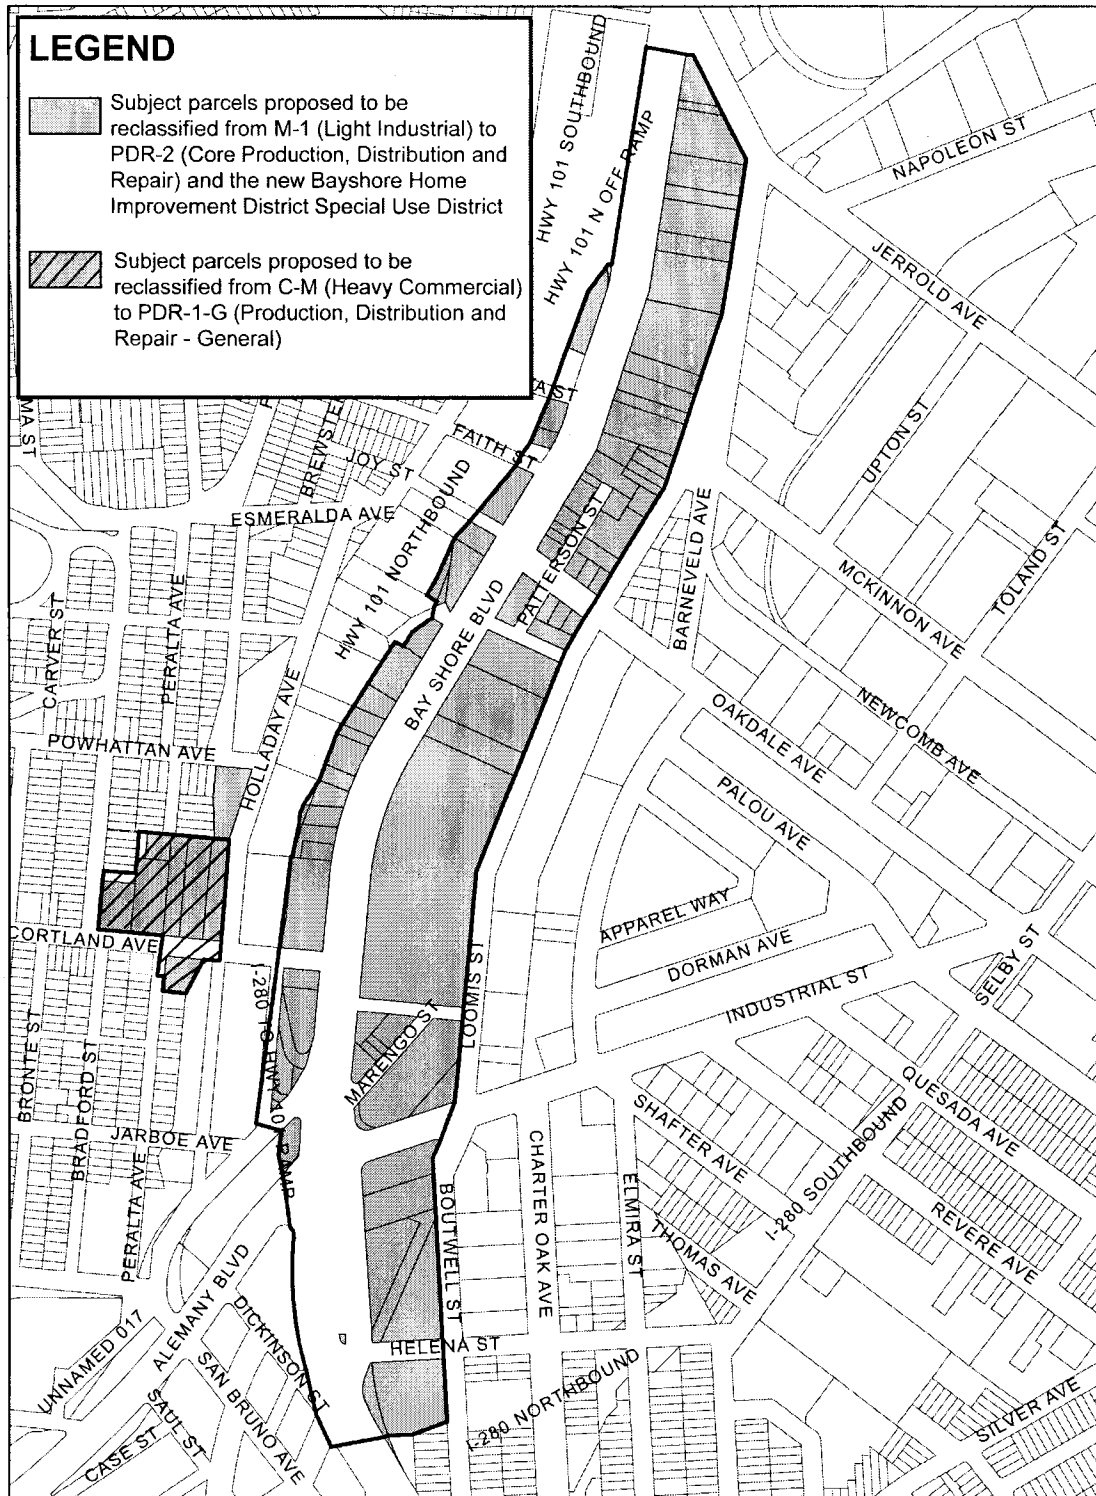 LEGEND
Subject parcels proposed to be
reclassified from M-1 (Light Industrial) to
PDR-2 (Core Production, Distribution and
Repair) and the new Bayshore Home
Improvement District Special Use District
Subject parcels proposed to be
reclassified from C-M (Heavy Commercial)
to PDR-1-G (Production, Distribution and
Repair - General)
HWY 101 SOUTHBOUND
HWY 101 N OFF RAMP
NAPOLEON ST
JERROLD AVE
FAITH ST
JOY ST
BREWSTER
ESMERALDA AVE
HWY 101 NORTHBOUND
PATTERSON ST
BARNEVELD AVE
UPTON ST
TOLAND ST
MCKINNON AVE
CARVER ST
PERALTA AVE
BAY SHORE BLVD
NEWCOMB AVE
OAKDALE AVE
POWHATTAN AVE
HOLLADAY AVE
PALOU AVE
APPAREL WAY
CORTLAND AVE
DORMAN AVE
SELBY ST
INDUSTRIAL ST
LOOMIS ST
MARENGO ST
BRONTE ST
BRADFORD ST
JARBOE AVE
PERALTA AVE
QUESADA AVE
SHAFTER AVE
CHARTER OAK AVE
ELMIRA ST
I-280 SOUTHBOUND
REVERE AVE
THOMAS AVE
BOUTWELL ST
UNNAMED 017
ALEMANY BLVD
DICKINSON ST
HELENA ST
SAN BRUNO AVE
SAUL ST
CASE ST
I-280 NORTHBOUND
SILVER AVE